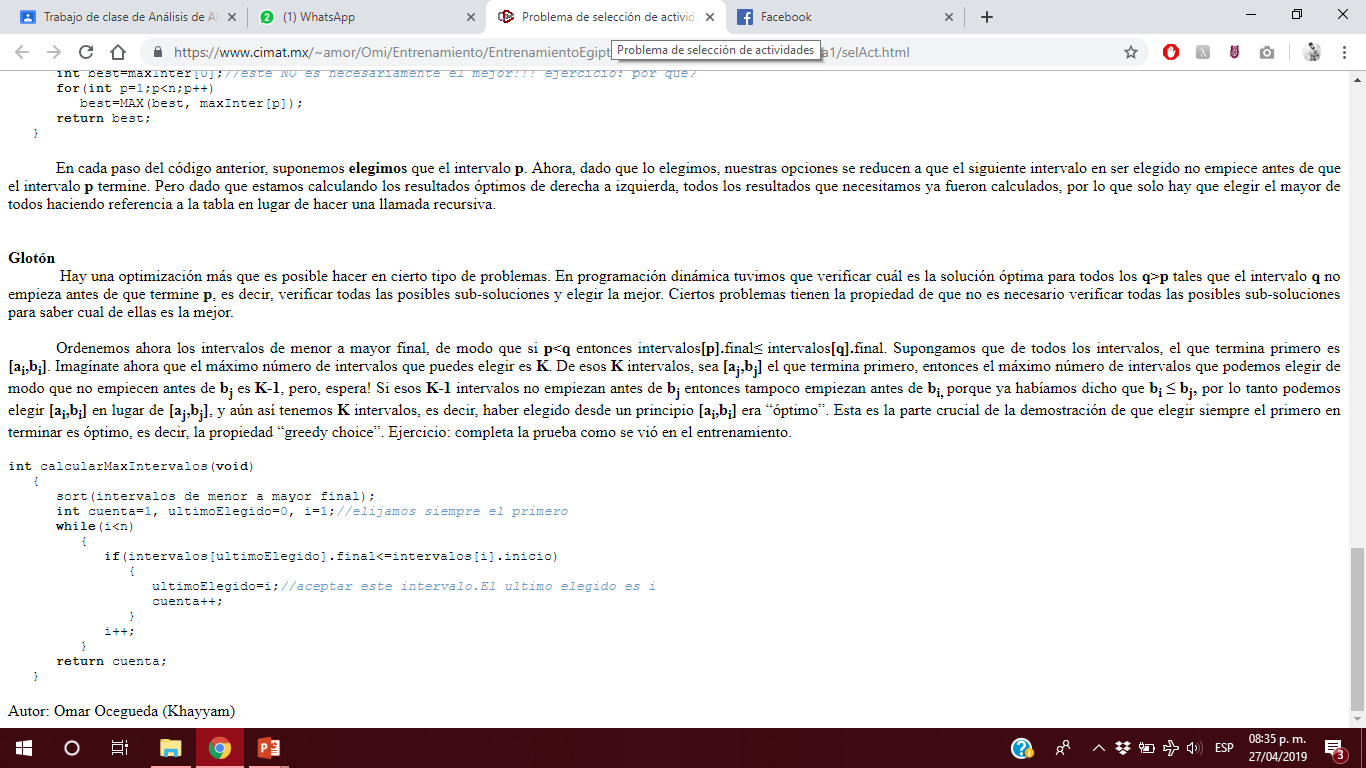 Trabajo de clase de Análisis de Al
(1) WhatsApp
Problema de selección de activida
Facebook
https://www.cimat.mx/~amor/Omi/Entrenamiento/EntrenamientoEgipt
Problema de selección de actividades
a1/selAct.html
int best=maxInter[0];//este NO es necesariamente el mejor!!! ejercicio: por que?
for(int p=1;p<n;p++)
best=MAX(best, maxInter[p]);
return best;
}
En cada paso del código anterior, suponemos elegimos que el intervalo p. Ahora, dado que lo elegimos, nuestras opciones se reducen a que el siguiente intervalo en ser elegido no empiece antes de que
el intervalo p termine. Pero dado que estamos calculando los resultados óptimos de derecha a izquierda, todos los resultados que necesitamos ya fueron calculados, por lo que solo hay que elegir el mayor de
todos haciendo referencia a la tabla en lugar de hacer una llamada recursiva.
Glotón
Hay una optimización más que es posible hacer en cierto tipo de problemas. En programación dinámica tuvimos que verificar cuál es la solución óptima para todos los q>p tales que el intervalo q no
empieza antes de que termine p, es decir, verificar todas las posibles sub-soluciones y elegir la mejor. Ciertos problemas tienen la propiedad de que no es necesario verificar todas las posibles sub-soluciones
para saber cual de ellas es la mejor.
Ordenemos ahora los intervalos de menor a mayor final, de modo que si p<q entonces intervalos[p].final≤ intervalos[q].final. Supongamos que de todos los intervalos, el que termina primero es
[ai,bi]. Imagínate ahora que el máximo número de intervalos que puedes elegir es K. De esos K intervalos, sea [aj,bj] el que termina primero, entonces el máximo número de intervalos que podemos elegir de
modo que no empiecen antes de bj es K-1, pero, espera! Si esos K-1 intervalos no empiezan antes de bj entonces tampoco empiezan antes de bi, porque ya habíamos dicho que bi ≤ bj, por lo tanto podemos
elegir [ai,bi] en lugar de [aj,bj], y aún así tenemos K intervalos, es decir, haber elegido desde un principio [ai,bi] era “óptimo”. Esta es la parte crucial de la demostración de que elegir siempre el primero en
terminar es óptimo, es decir, la propiedad “greedy choice”. Ejercicio: completa la prueba como se vió en el entrenamiento.
int calcularMaxIntervalos(void)
{
sort(intervalos de menor a mayor final);
int cuenta=1, ultimoElegido=0, i=1;//elijamos siempre el primero
while(i<n)
{
if(intervalos[ultimoElegido].final<=intervalos[i].inicio)
{
ultimoElegido=i;//aceptar este intervalo.El ultimo elegido es i
cuenta++;
}
i++;
}
return cuenta;
}
Autor: Omar Ocegueda (Khayyam)
ESP
08:35 p. m.
27/04/2019
3